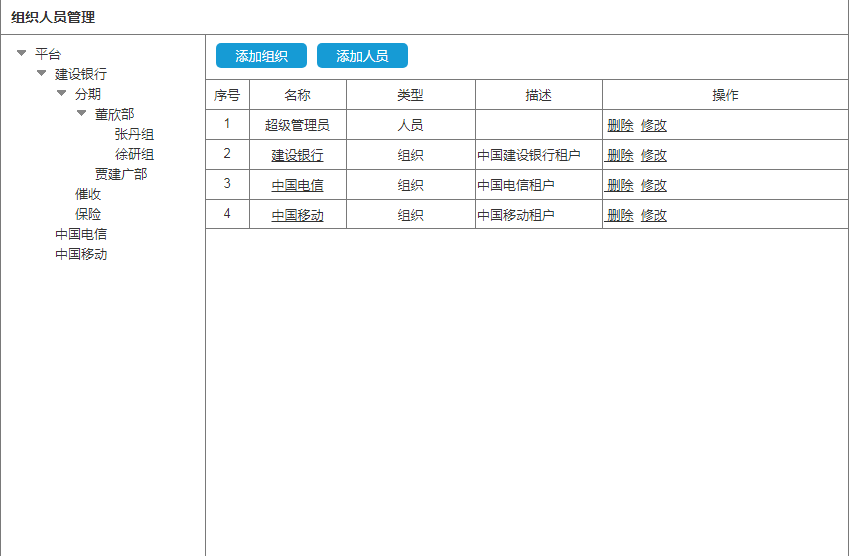 组织人员管理
平台
建设银行
分期
董欣部
张丹组
徐研组
贾建广部
催收
保险
中国电信
中国移动
添加组织 添加人员
序号 名称 类型 描述 操作
1 超级管理员 人员 删除 修改
2 建设银行 组织 中国建设银行租户 删除 修改
3 中国电信 组织 中国电信租户 删除 修改
4 中国移动 组织 中国移动租户 删除 修改